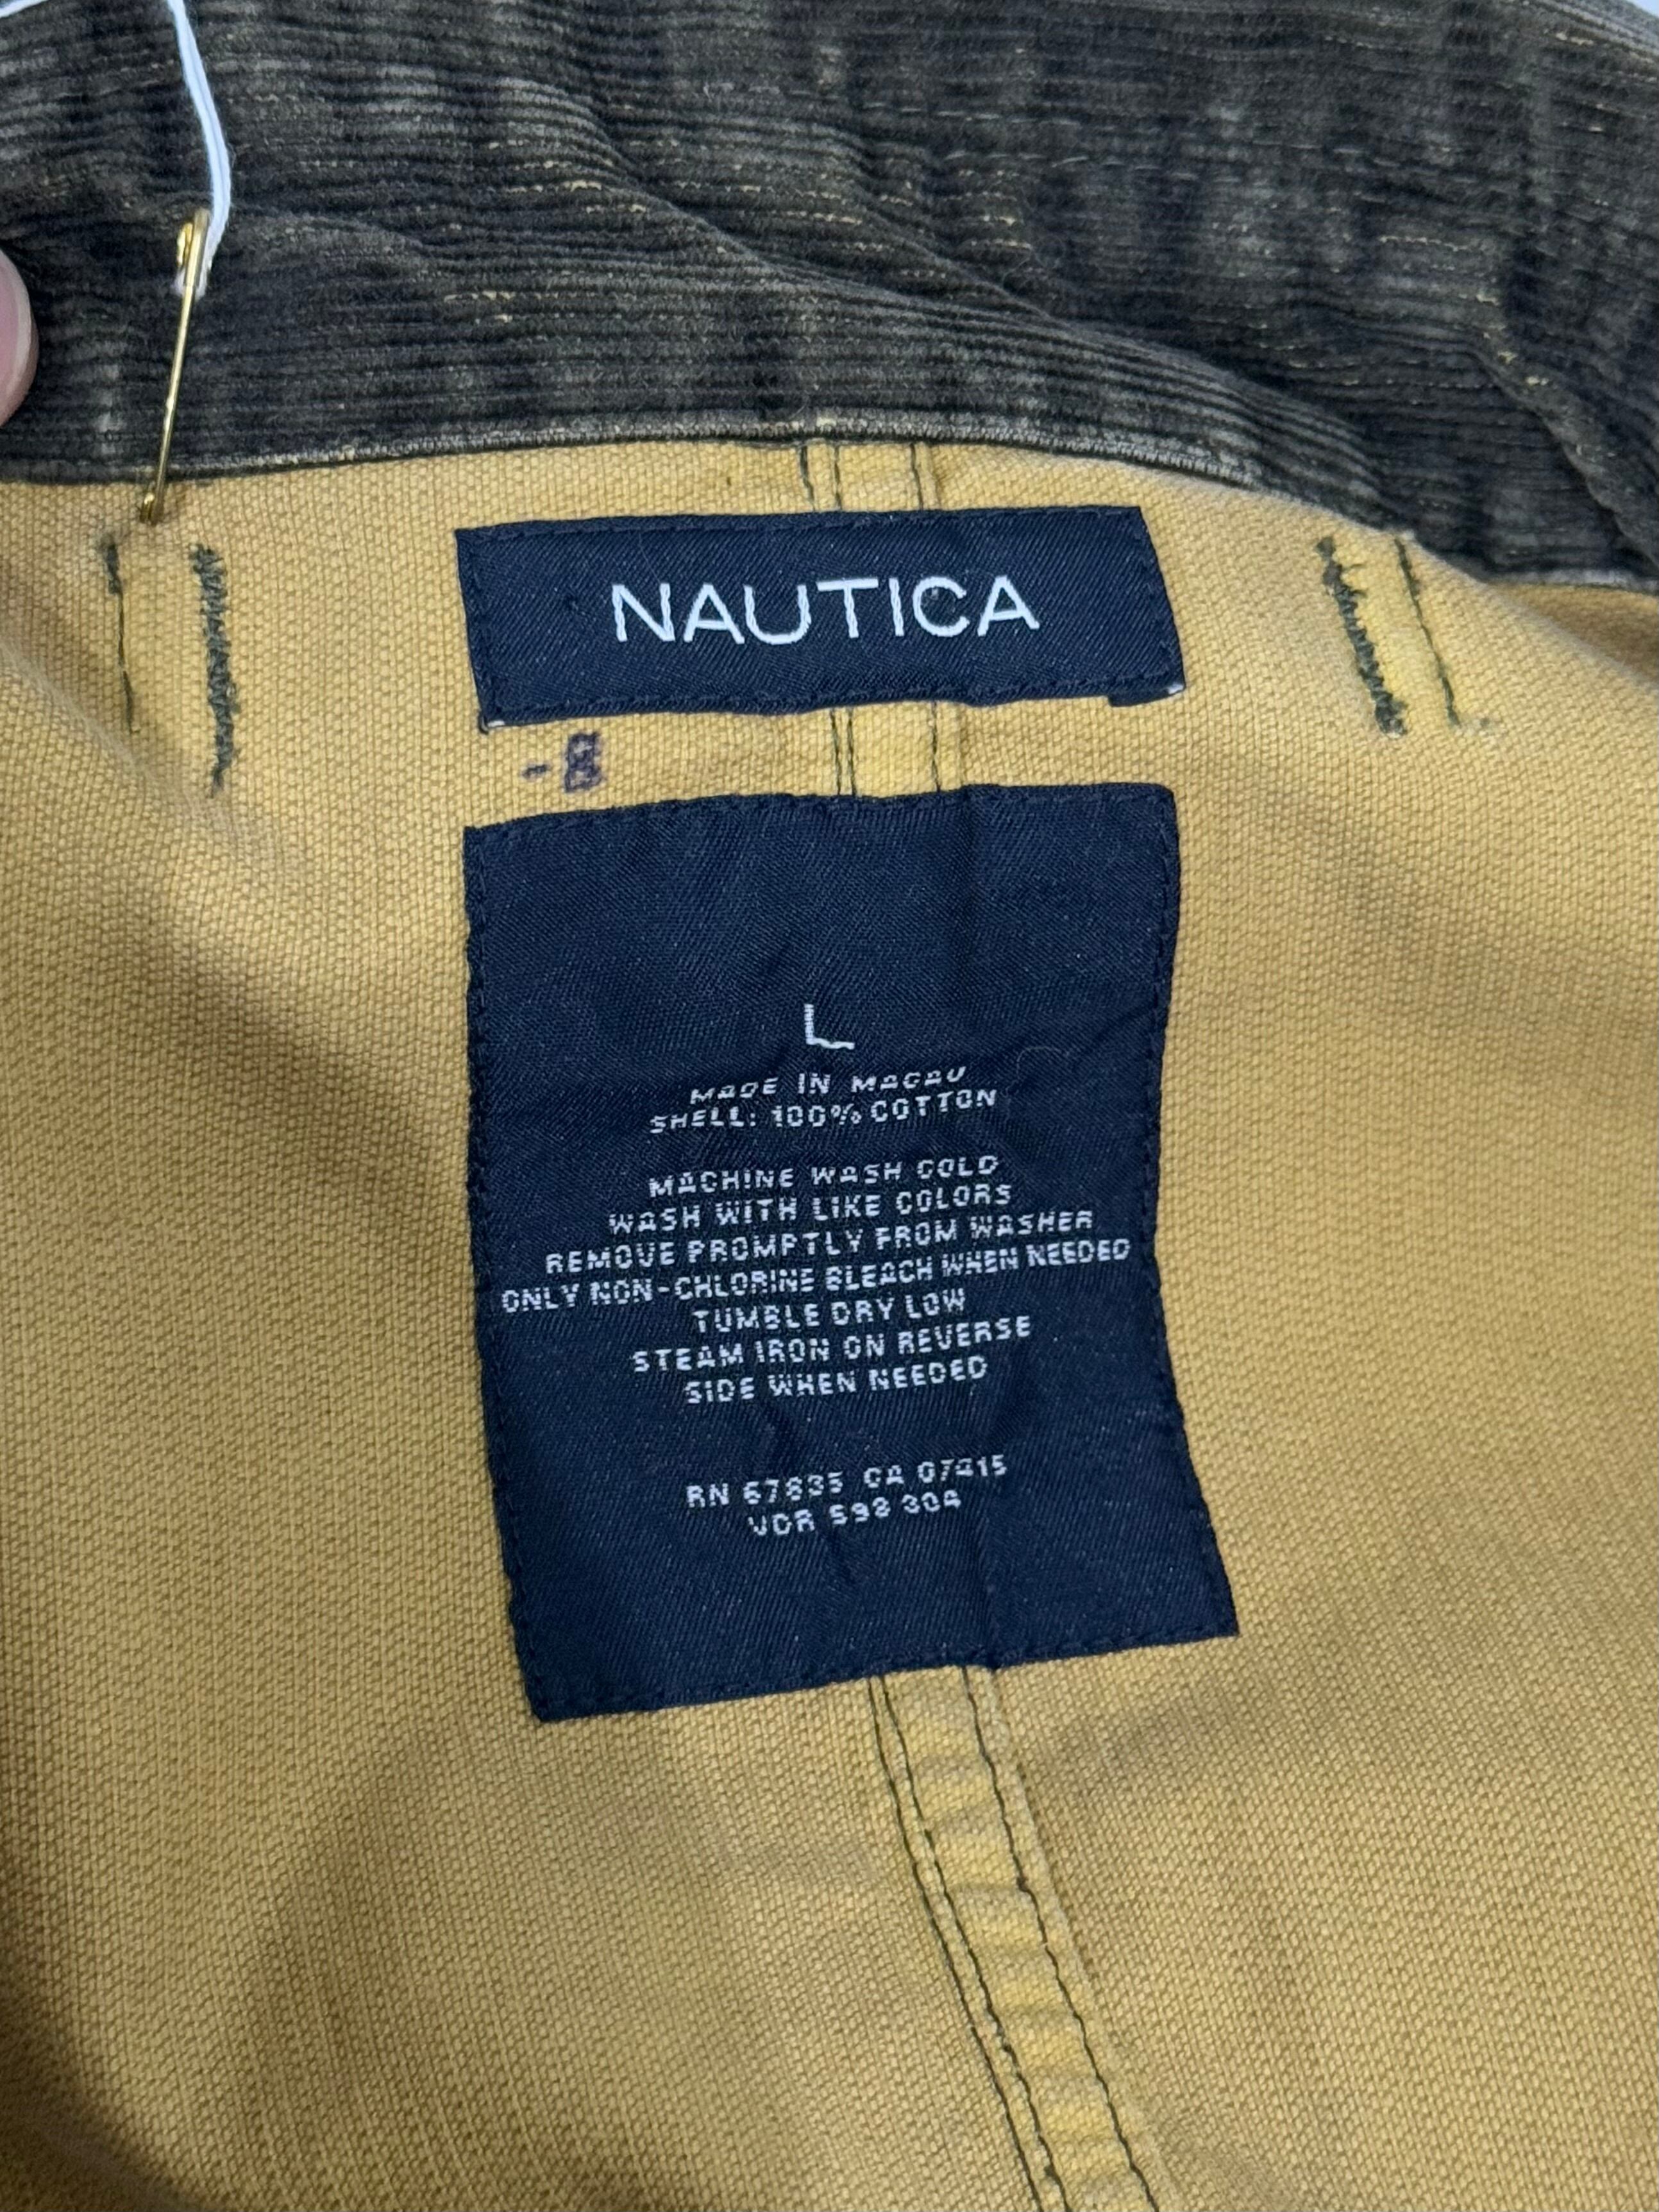 NAUTICA
L
MADE IN MACAU
SHELL: 100% COTTON
MACHINE WASH COLD
WASH WITH LIKE COLORS
REMOVE PROMPTLY FROM WASHER
ONLY NON-CHLORINE BLEACH WHEN NEEDED
TUMBLE DRY LOW
STEAM IRON ON REVERSE
SIDE WHEN NEEDED
RN 67835 CA 07415
VDR 598 304